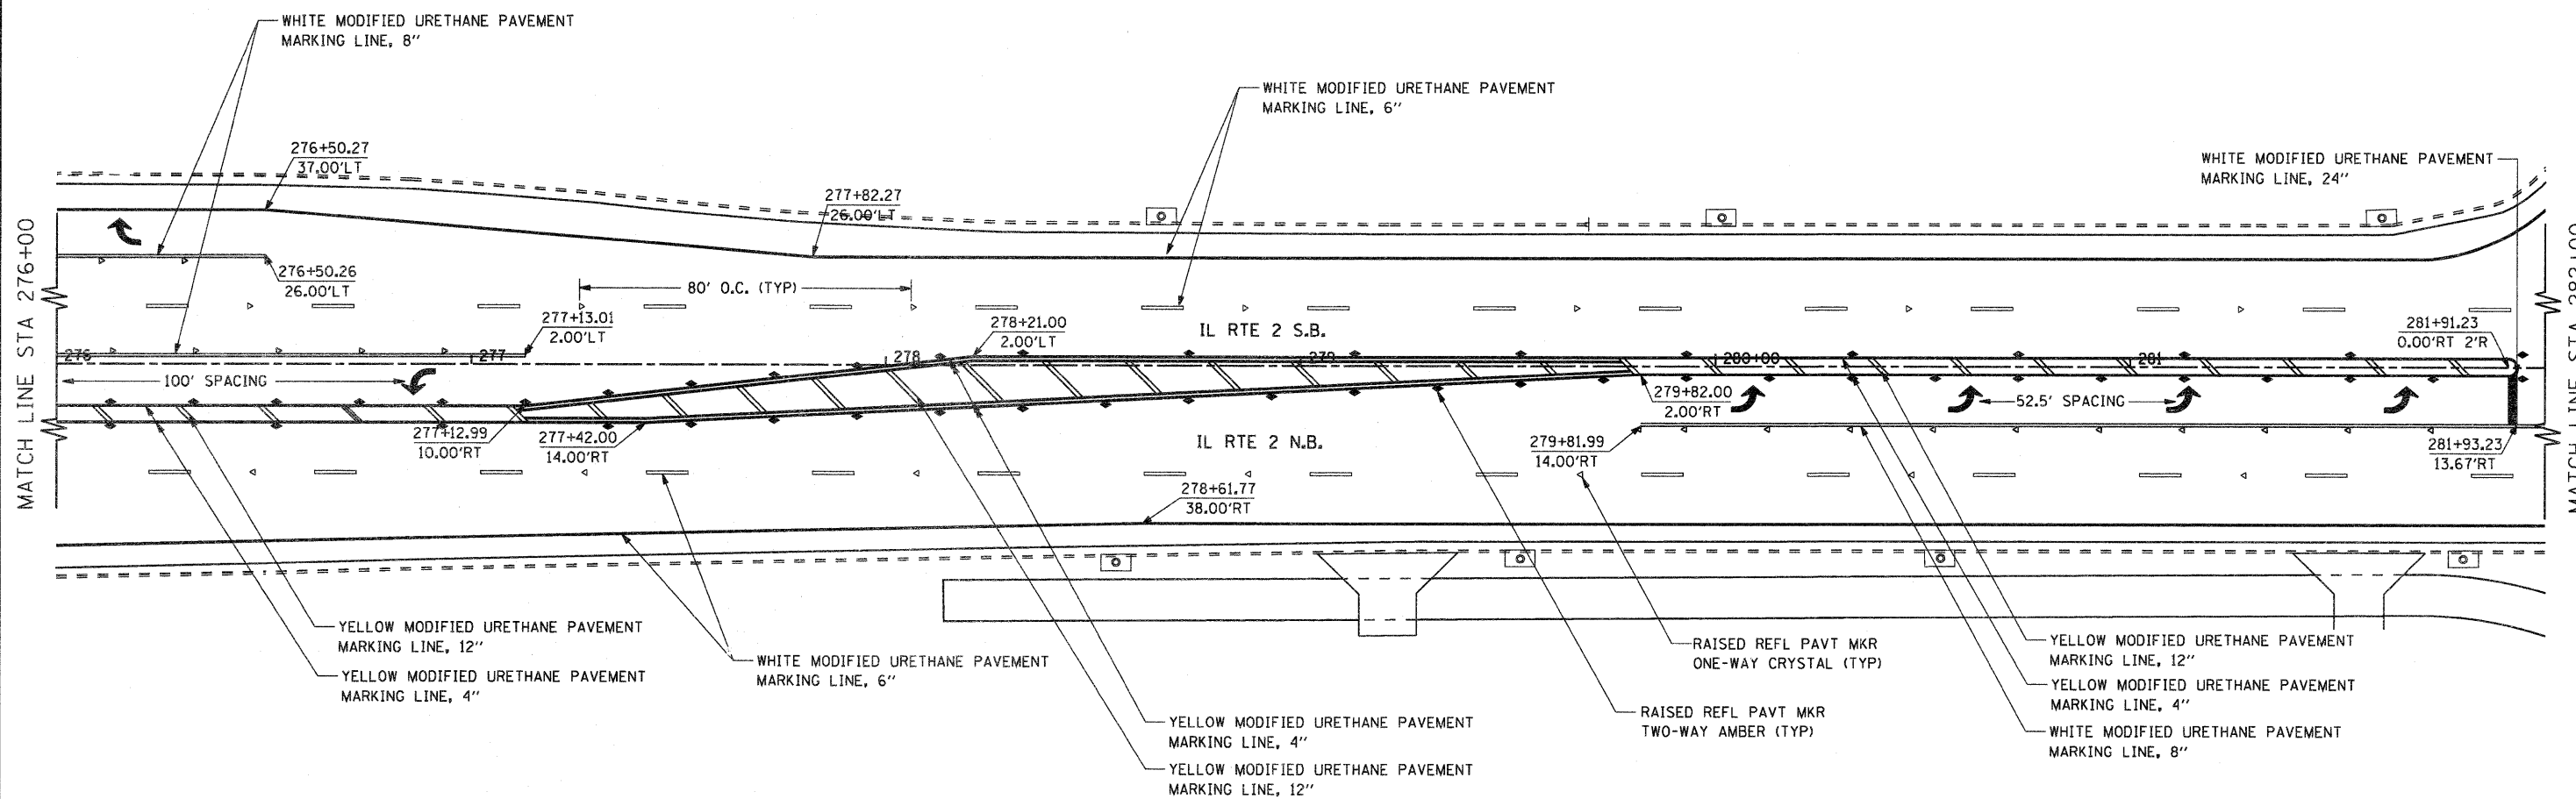 WHITE MODIFIED URETHANE PAVEMENT
MARKING LINE, 8"
WHITE MODIFIED URETHANE PAVEMENT
MARKING LINE, 6"
WHITE MODIFIED URETHANE PAVEMENT
MARKING LINE, 24"
276+50.27
37.00'LT
277+82.27
26.00'LT
MATCH LINE STA 276+00
276+50.26
26.00'LT
80' O.C. (TYP)
277+13.01
2.00'LT
278+21.00
2.00'LT
IL RTE 2 S.B.
281+91.23
0.00'RT 2'R
276
277
278
279
280+00
281
100' SPACING
52.5' SPACING
279+82.00
2.00'RT
277+12.99
10.00'RT
277+42.00
14.00'RT
IL RTE 2 N.B.
279+81.99
14.00'RT
281+93.23
13.67'RT
278+61.77
38.00'RT
YELLOW MODIFIED URETHANE PAVEMENT
MARKING LINE, 12"
YELLOW MODIFIED URETHANE PAVEMENT
MARKING LINE, 4"
WHITE MODIFIED URETHANE PAVEMENT
MARKING LINE, 6"
YELLOW MODIFIED URETHANE PAVEMENT
MARKING LINE, 4"
YELLOW MODIFIED URETHANE PAVEMENT
MARKING LINE, 12"
RAISED REFL PAVT MKR
ONE-WAY CRYSTAL (TYP)
RAISED REFL PAVT MKR
TWO-WAY AMBER (TYP)
YELLOW MODIFIED URETHANE PAVEMENT
MARKING LINE, 12"
YELLOW MODIFIED URETHANE PAVEMENT
MARKING LINE, 4"
WHITE MODIFIED URETHANE PAVEMENT
MARKING LINE, 8"
MATCH LINE STA